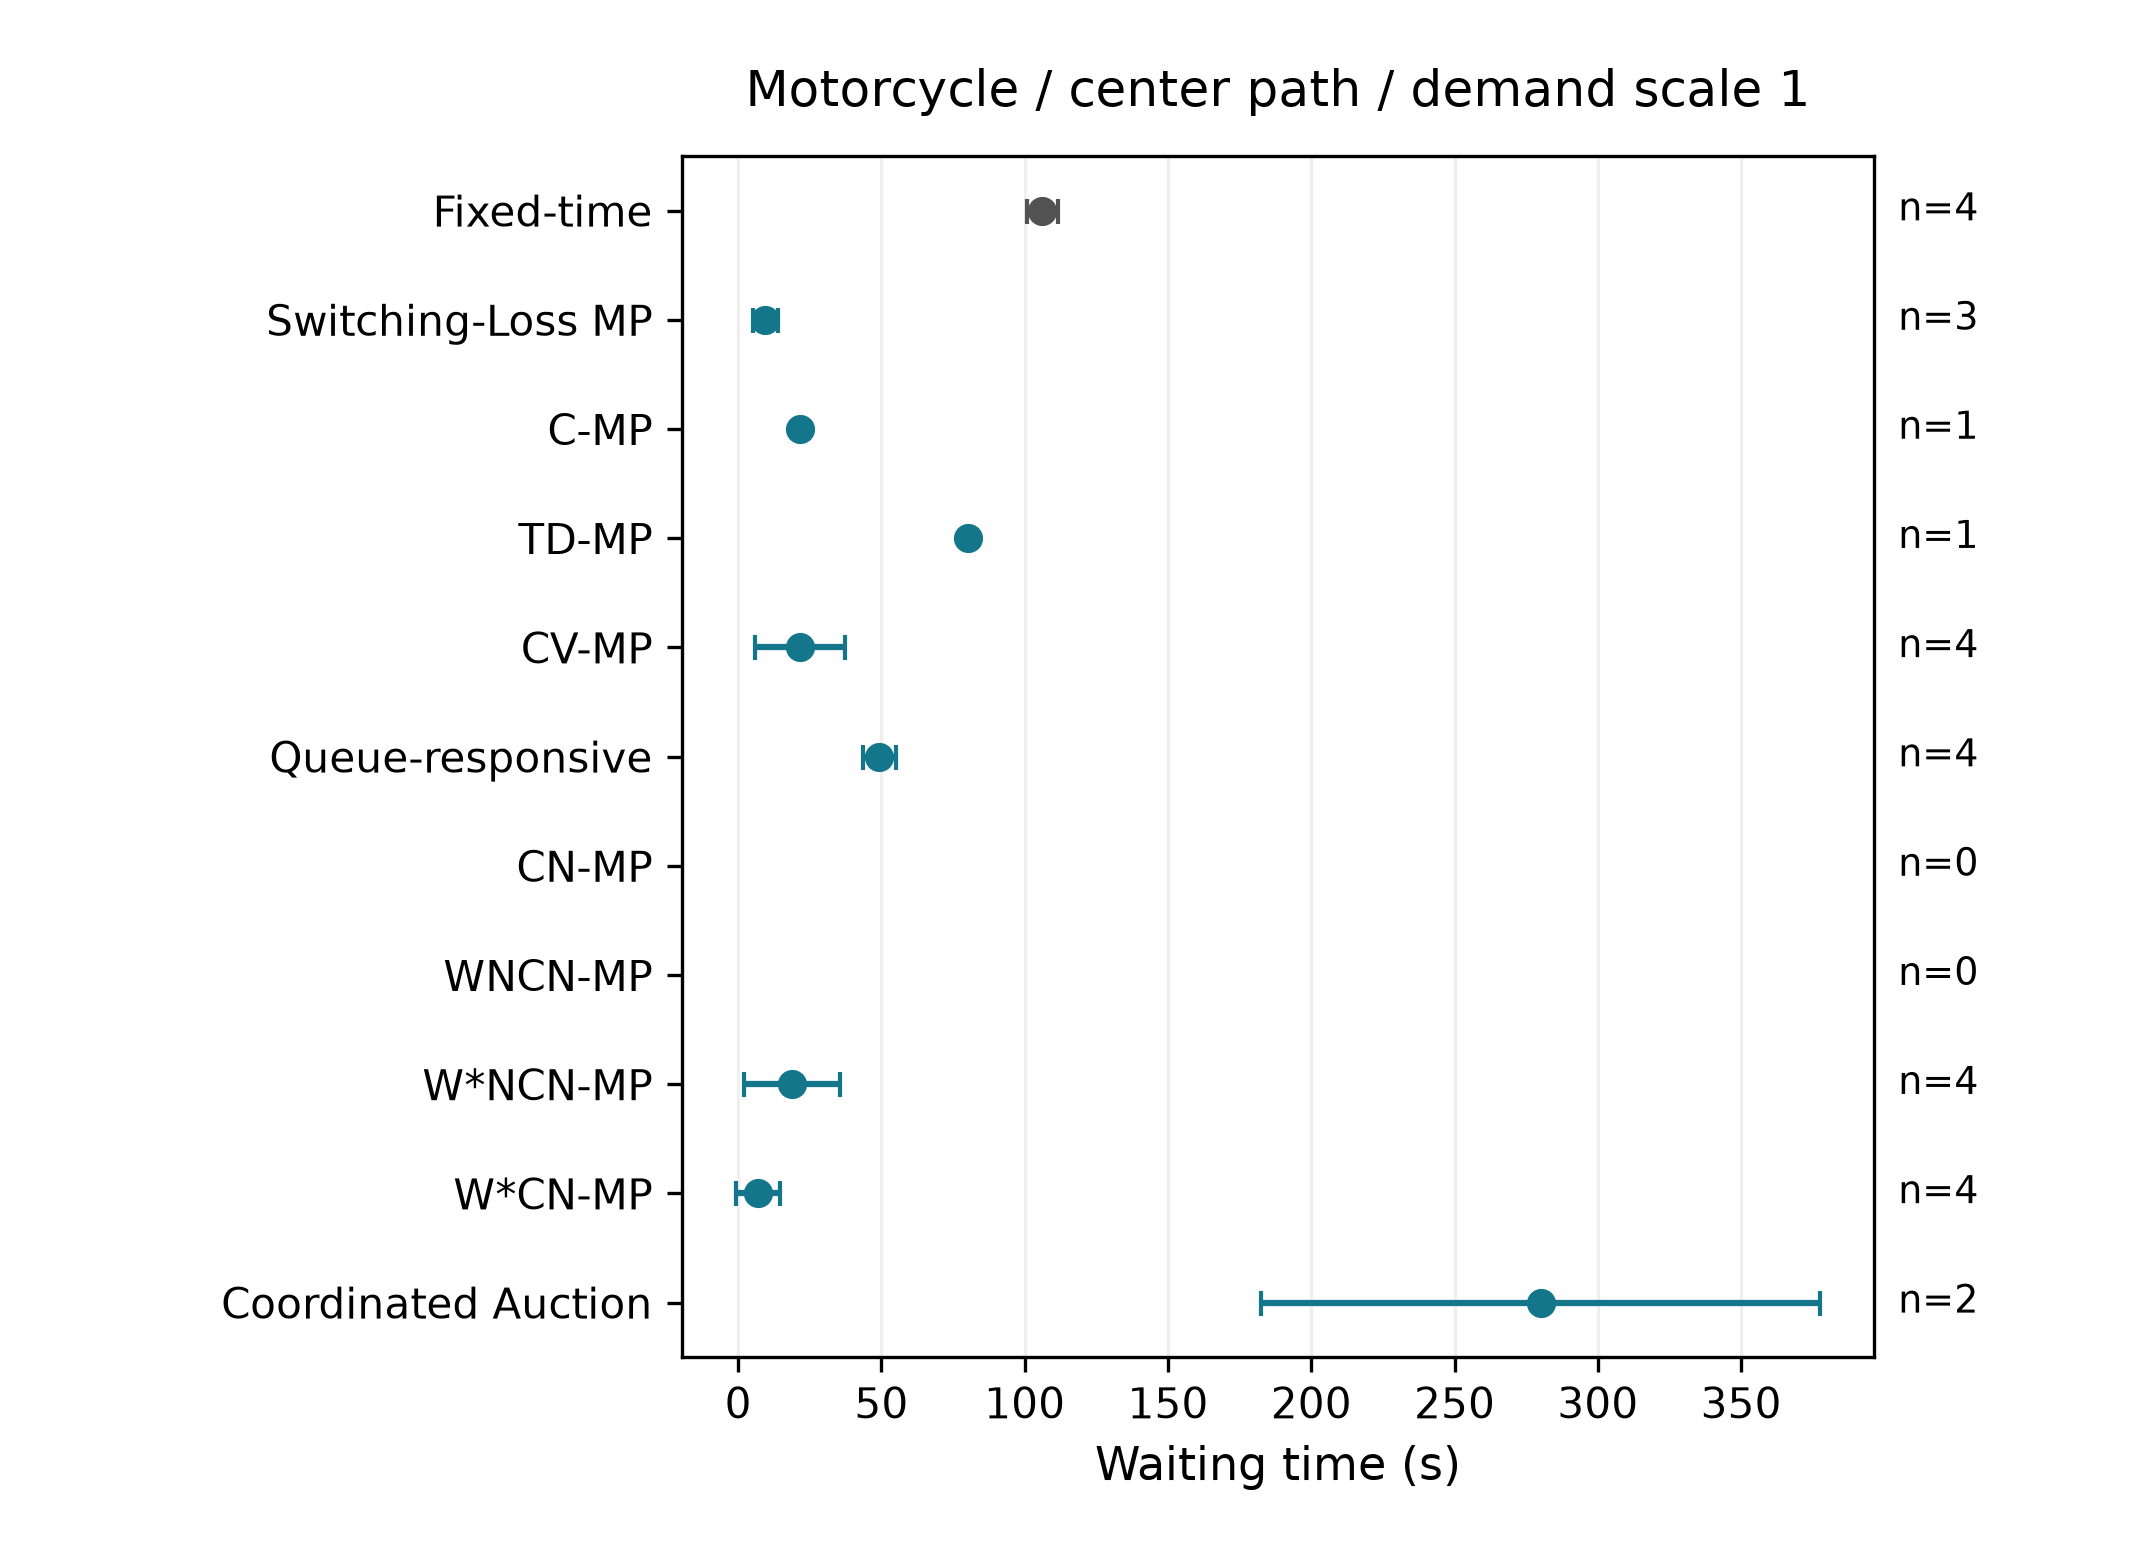 Motorcycle / center path / demand scale 1
Fixed-time n=4
Switching-Loss MP n=3
C-MP n=1
TD-MP n=1
CV-MP n=4
Queue-responsive n=4
CN-MP n=0
WNCN-MP n=0
W*NCN-MP n=4
W*CN-MP n=4
Coordinated Auction n=2
0 50 100 150 200 250 300 350
Waiting time (s)